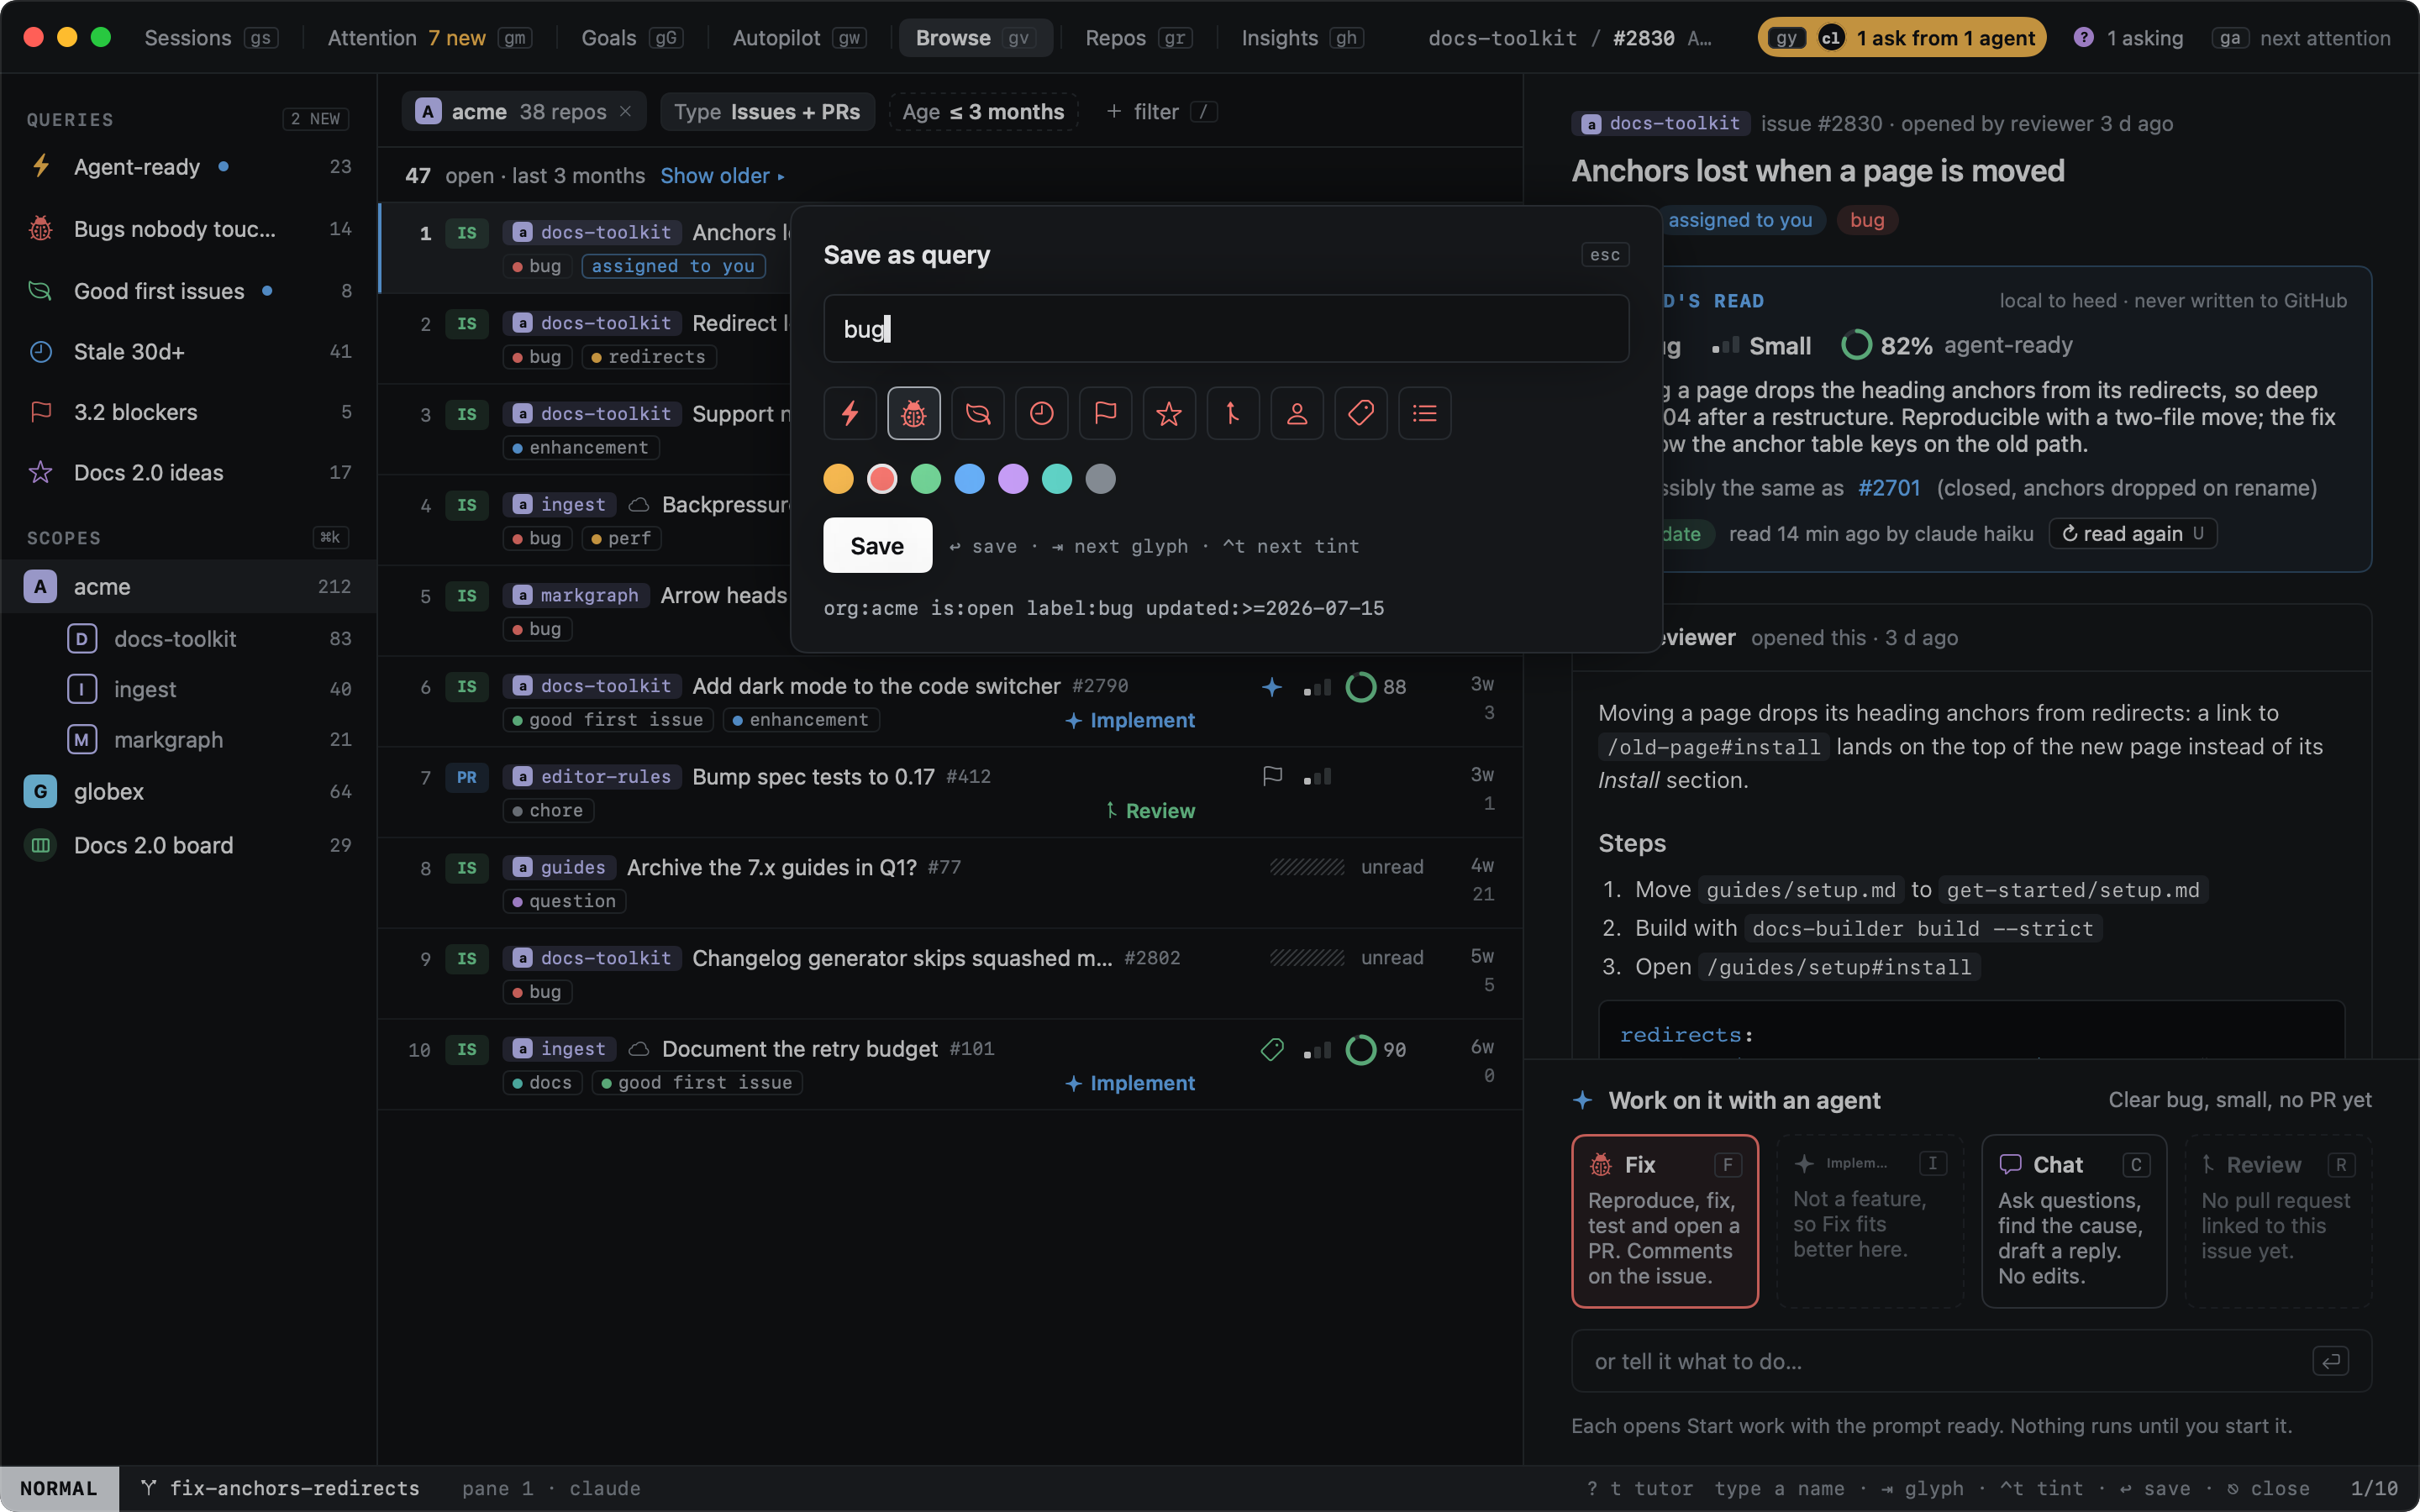 Sessions gs Attention 7 new gm Goals gG Autopilot gw Browse gv Repos gr Insights gh docs-toolkit / #2830 A… gy cl 1 ask from 1 agent ? 1 asking ga next attention
QUERIES 2 NEW
Agent-ready 23
Bugs nobody touc… 14
Good first issues 8
Stale 30d+ 41
3.2 blockers 5
Docs 2.0 ideas 17
SCOPES ⌘k
A acme 212
D docs-toolkit 83
I ingest 40
M markgraph 21
G globex 64
Docs 2.0 board 29
A acme 38 repos × Type Issues + PRs Age ≤ 3 months + filter /
47 open · last 3 months Show older ▸
1 IS a docs-toolkit Anchors l
bug assigned to you
2 IS a docs-toolkit Redirect l
bug redirects
3 IS a docs-toolkit Support
enhancement
4 IS a ingest Backpressur
bug perf
5 IS a markgraph Arrow heads
bug
6 IS a docs-toolkit Add dark mode to the code switcher #2790 88 3w
good first issue enhancement Implement 3
7 PR a editor-rules Bump spec tests to 0.17 #412 3w
chore Review 1
8 IS a guides Archive the 7.x guides in Q1? #77 unread 4w
question 21
9 IS a docs-toolkit Changelog generator skips squashed m… #2802 unread 5w
bug 5
10 IS a ingest Document the retry budget #101 90 6w
docs good first issue Implement 0
Save as query esc
bug
Save ↩ save · ⇥ next glyph · ^t next tint
org:acme is:open label:bug updated:>=2026-07-15
a docs-toolkit issue #2830 · opened by reviewer 3 d ago
Anchors lost when a page is moved
assigned to you bug
D'S READ local to heed · never written to GitHub
ug Small 82% agent-ready
g a page drops the heading anchors from its redirects, so deep
04 after a restructure. Reproducible with a two-file move; the fix
ow the anchor table keys on the old path.
ssibly the same as #2701 (closed, anchors dropped on rename)
date read 14 min ago by claude haiku read again U
eviewer opened this · 3 d ago
Moving a page drops its heading anchors from redirects: a link to
/old-page#install lands on the top of the new page instead of its
Install section.
Steps
1. Move guides/setup.md to get-started/setup.md
2. Build with docs-builder build --strict
3. Open /guides/setup#install
redirects:
Work on it with an agent Clear bug, small, no PR yet
Fix F
Reproduce, fix,
test and open a
PR. Comments
on the issue.
Implem… I
Not a feature,
so Fix fits
better here.
Chat C
Ask questions,
find the cause,
draft a reply.
No edits.
Review R
No pull request
linked to this
issue yet.
or tell it what to do…
Each opens Start work with the prompt ready. Nothing runs until you start it.
NORMAL fix-anchors-redirects pane 1 · claude ? t tutor type a name · ⇥ glyph · ^t tint · ↩ save · ⎋ close 1/10